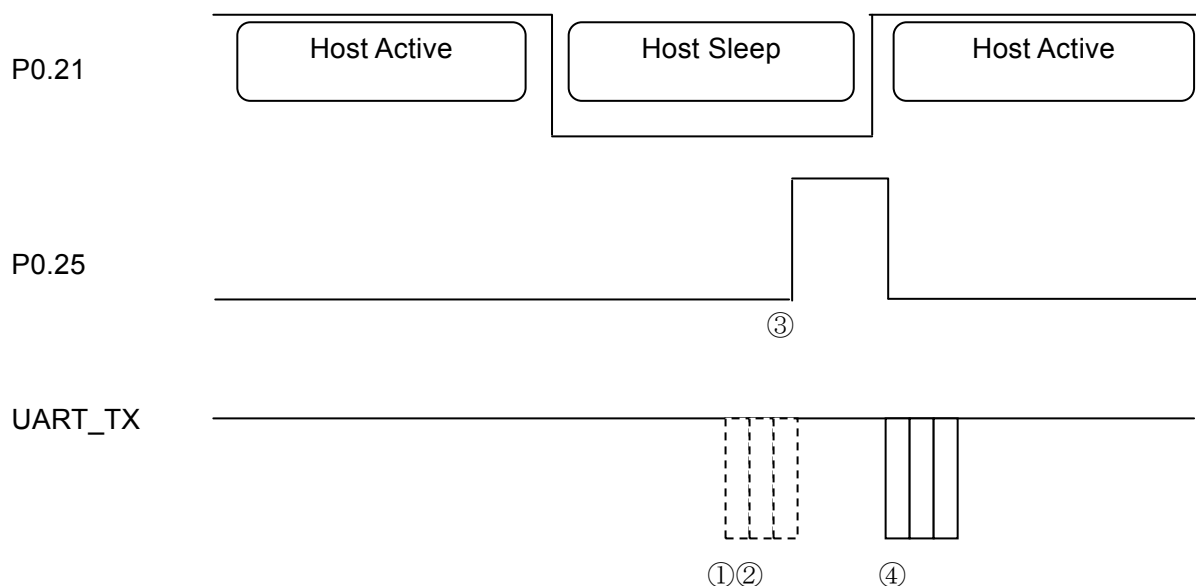 Host Active
Host Sleep
Host Active
P0.21
P0.25
③
UART_TX
①②
④